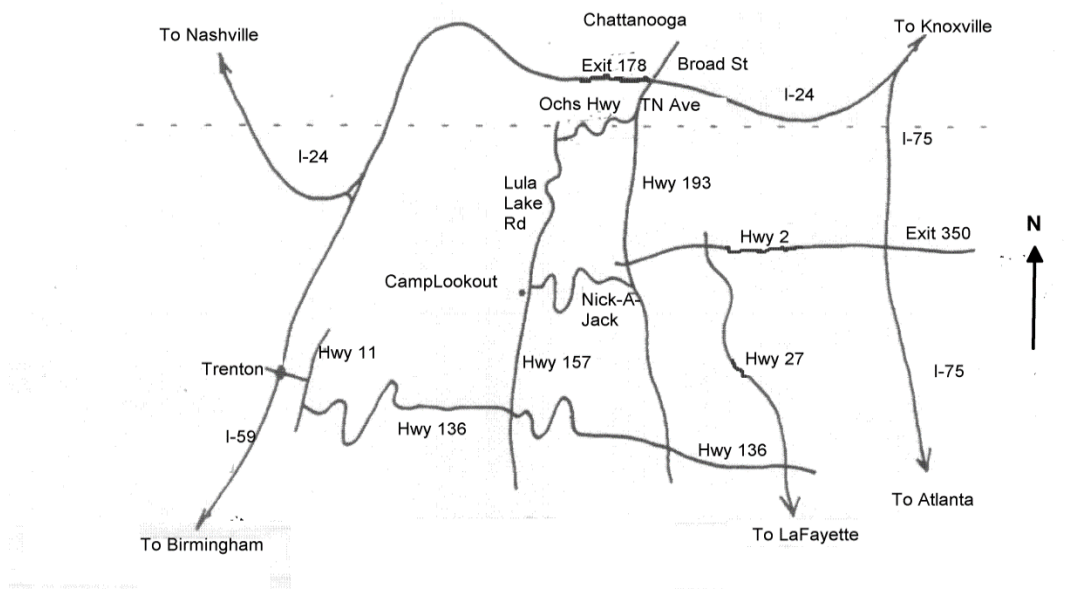 Chattanooga
To Nashville
To Knoxville
Exit 178
Broad St
I-24
Ochs Hwy
TN Ave
I-75
I-24
Lula
Lake
Rd
Hwy 193
N
Hwy 2
Exit 350
CampLookout
Nick-A-
Jack
Hwy 11
Trenton
Hwy 157
Hwy 27
I-75
I-59
Hwy 136
Hwy 136
To Atlanta
To LaFayette
To Birmingham